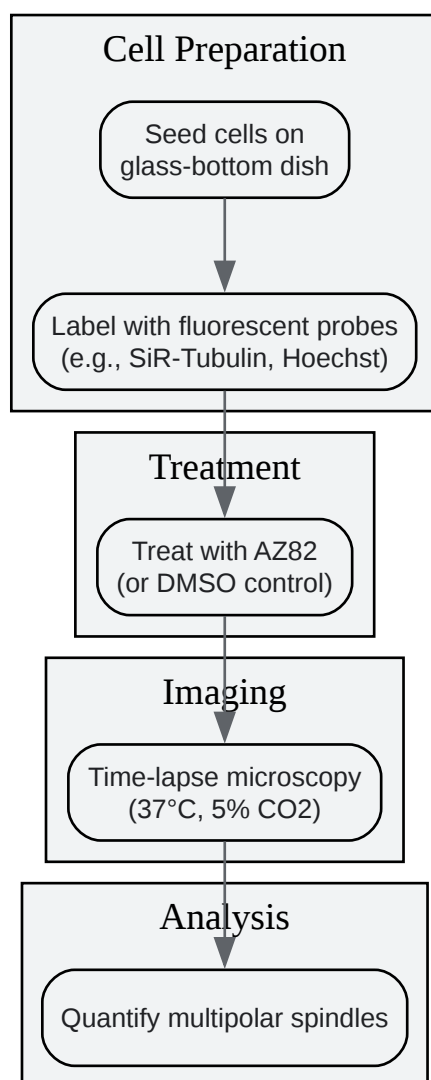 Cell Preparation
Seed cells on
glass-bottom dish
Label with fluorescent probes
(e.g., SiR-Tubulin, Hoechst)
Treatment
Treat with AZ82
(or DMSO control)
Imaging
Time-lapse microscopy
(37°C, 5% CO2)
Analysis
Quantify multipolar spindles